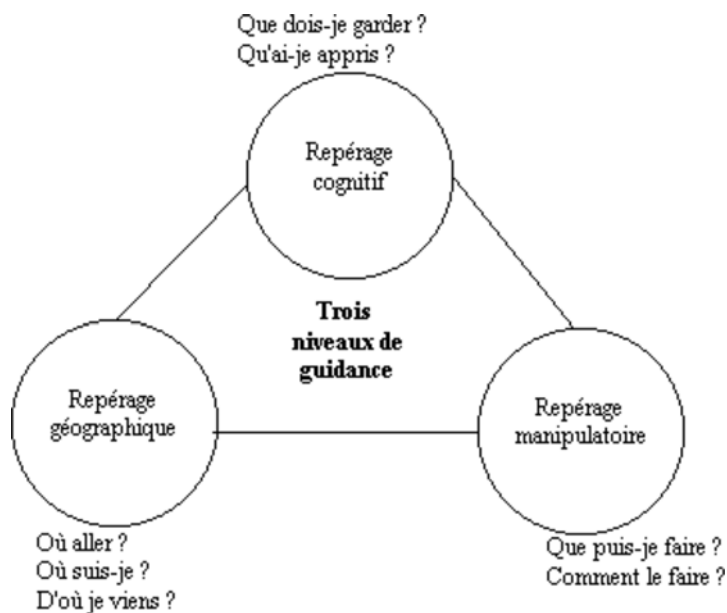 Que dois-je garder ?
Qu'ai-je appris ?
Repérage
cognitif
Trois
niveaux de
guidance
Repérage
géographique
Repérage
manipulatoire
Où aller ?
Où suis-je ?
D'où je viens ?
Que puis-je faire ?
Comment le faire ?